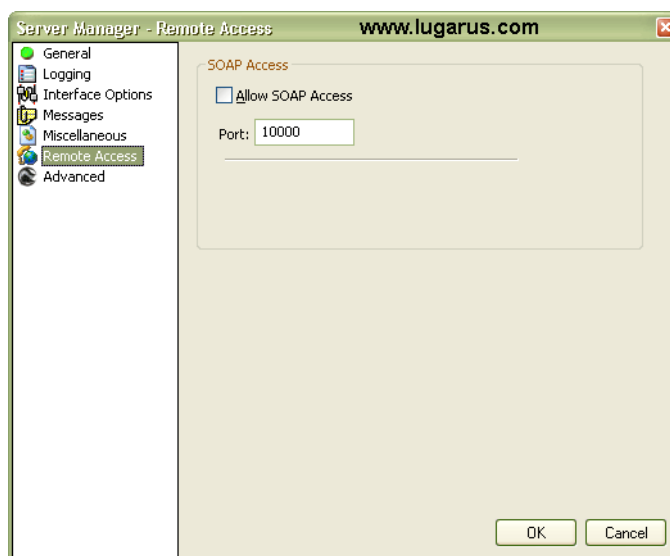 Server Manager - Remote Access
www.lugarus.com
General
Logging
Interface Options
Messages
Miscellaneous
Remote Access
Advanced
SOAP Access
Allow SOAP Access
Port: 10000
OK
Cancel